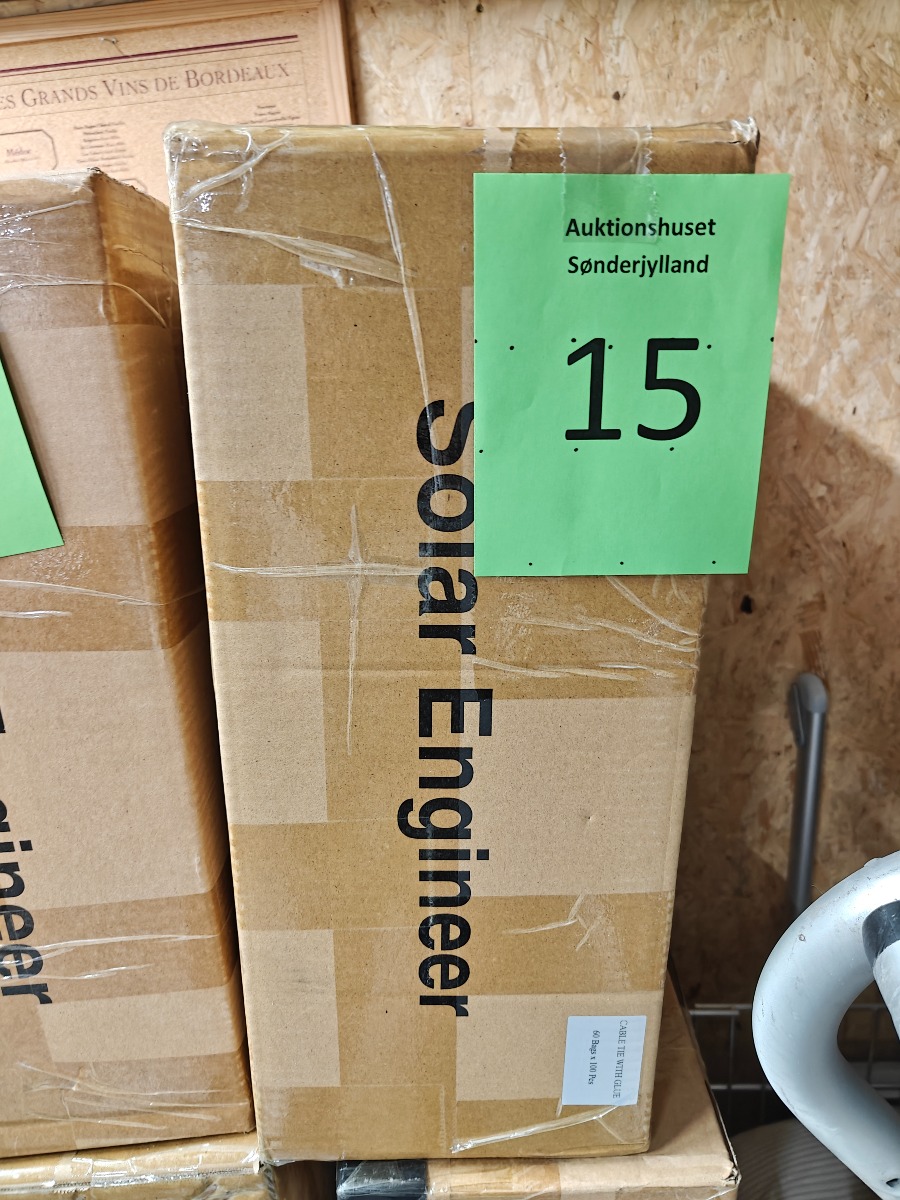 ES GRANDS VINS DE BORDEAUX
Médoc
Auktionshuset
Sønderjylland
15
Solar Engineer
gineer
CABLE TIE WITH GLUE
60 Bags x 100 Pcs